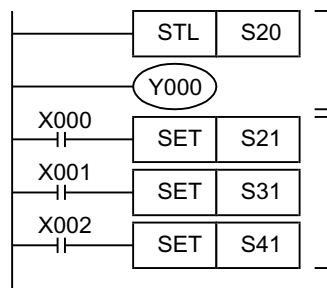 STL S20
Y000
X000
SET S21
X001
SET S31
X002
SET S41